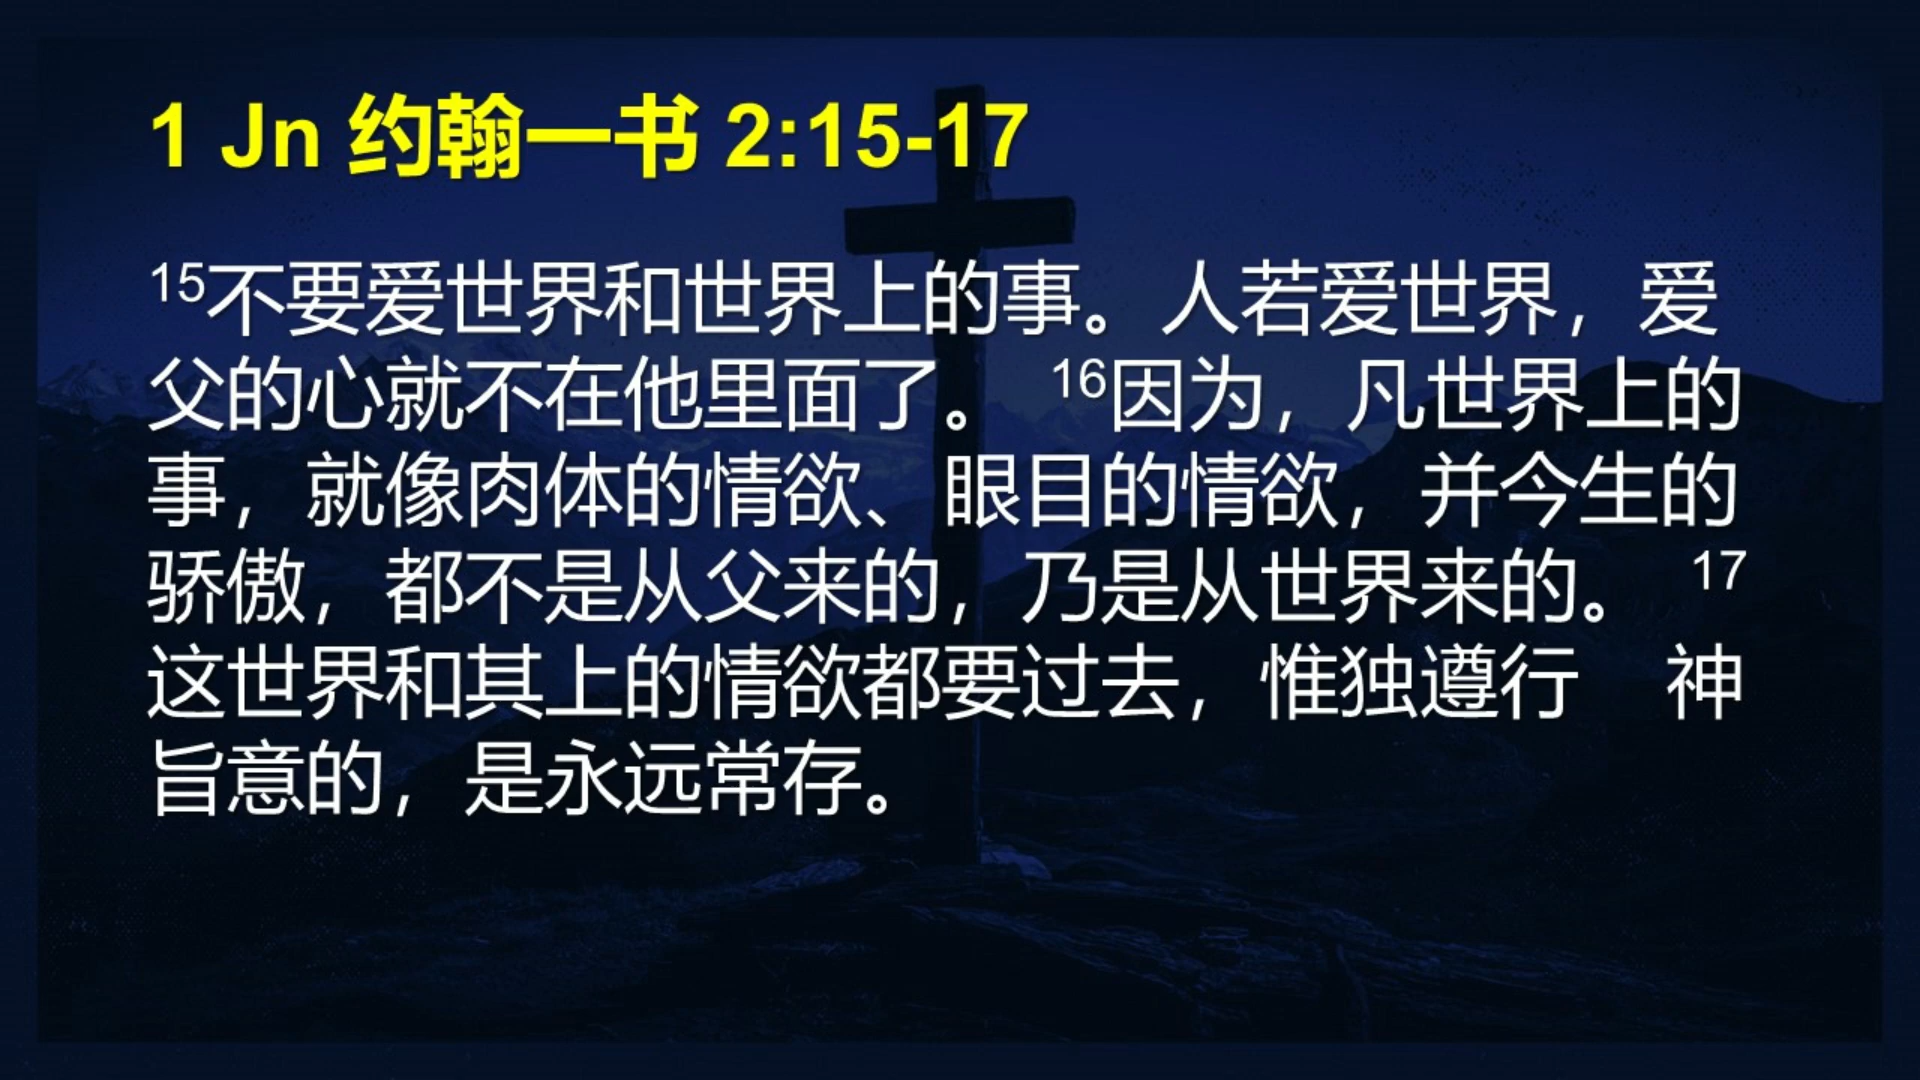 1 Jn 约翰一书 2:15-17
15不要爱世界和世界上的事。人若爱世界，爱
父的心就不在他里面了。 16因为，凡世界上的
事，就像肉体的情欲、眼目的情欲，并今生的
骄傲，都不是从父来的，乃是从世界来的。 17
这世界和其上的情欲都要过去，惟独遵行　神
旨意的，是永远常存。